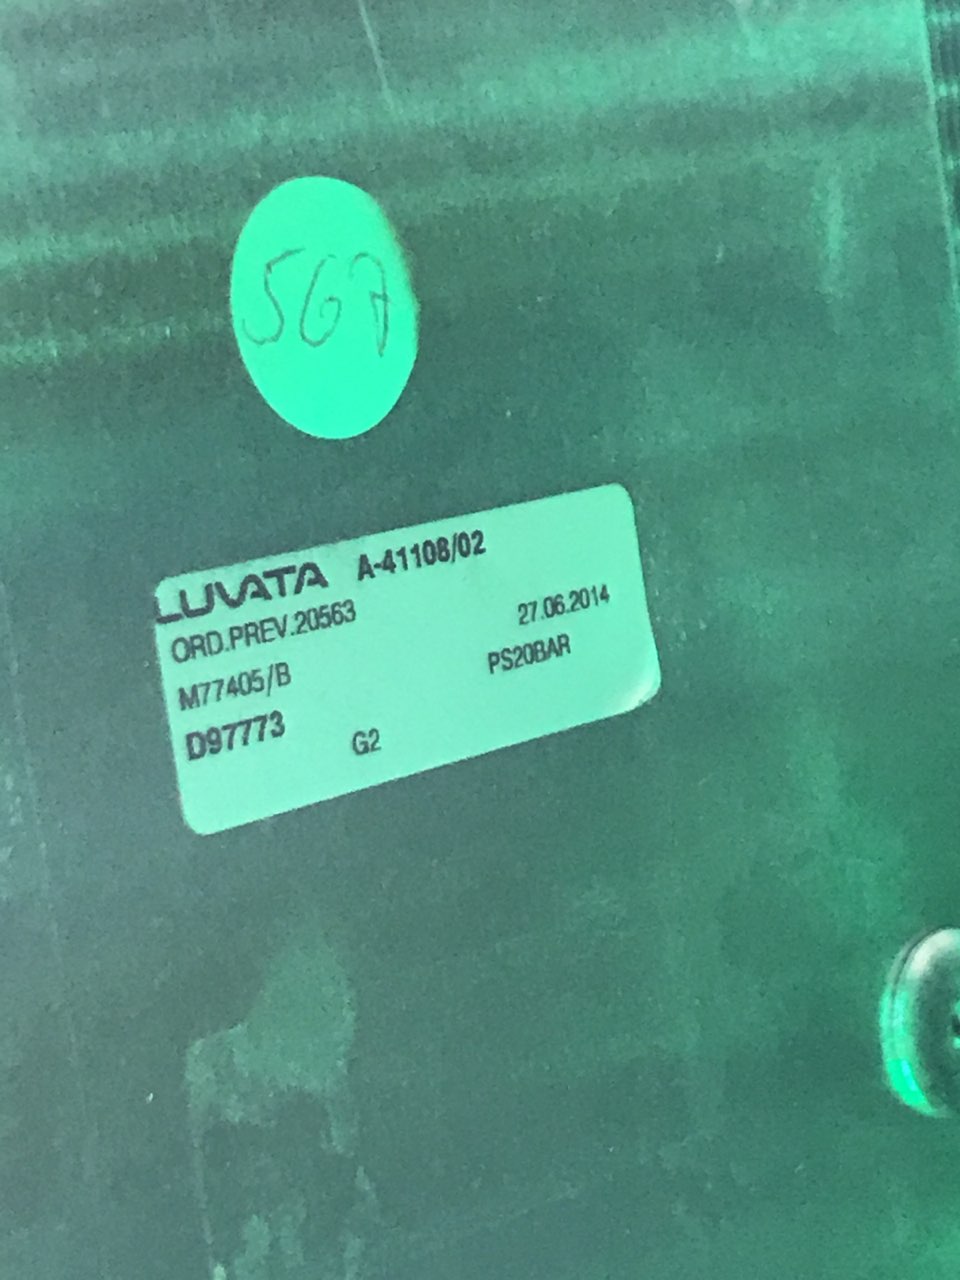 567
LUVATA A-41108/02
ORD.PREV.20563 27.06.2014
M77405/B PS20BAR
D97773 G2